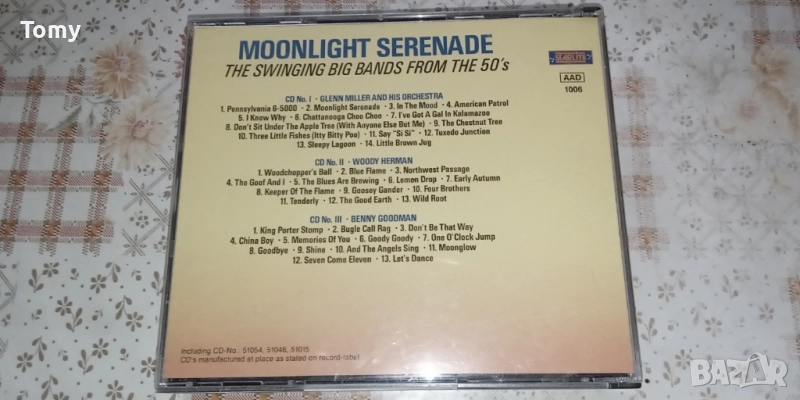 Tomy
MOONLIGHT SERENADE
THE SWINGING BIG BANDS FROM THE 50's
STARLITE
AAD
1006
CD No. I · GLENN MILLER AND HIS ORCHESTRA
1. Pennsylvania 6-5000 · 2. Moonlight Serenade · 3. In The Mood · 4. American Patrol
5. I Know Why · 6. Chattanooga Choo Choo · 7. I've Got A Gal In Kalamazoo
8. Don't Sit Under The Apple Tree (With Anyone Else But Me) · 9. The Chestnut Tree
10. Three Little Fishes (Itty Bitty Poo) · 11. Say "Si Si" · 12. Tuxedo Junction
13. Sleepy Lagoon · 14. Little Brown Jug
CD No. II · WOODY HERMAN
1. Woodchopper's Ball · 2. Blue Flame · 3. Northwest Passage
4. The Goof And I · 5. The Blues Are Brewing · 6. Lemon Drop · 7. Early Autumn
8. Keeper Of The Flame · 9. Goosey Gander · 10. Four Brothers
11. Tenderly · 12. The Good Earth · 13. Wild Root
CD No. III · BENNY GOODMAN
1. King Porter Stomp · 2. Bugle Call Rag · 3. Don't Be That Way
4. China Boy · 5. Memories Of You · 6. Goody Goody · 7. One O'Clock Jump
8. Goodbye · 9. Shine · 10. And The Angels Sing · 11. Moonglow
12. Seven Come Eleven · 13. Let's Dance
Including CD-No.: 51054, 51046, 51015
CD's manufactured at place as stated on record-label
BAZAR